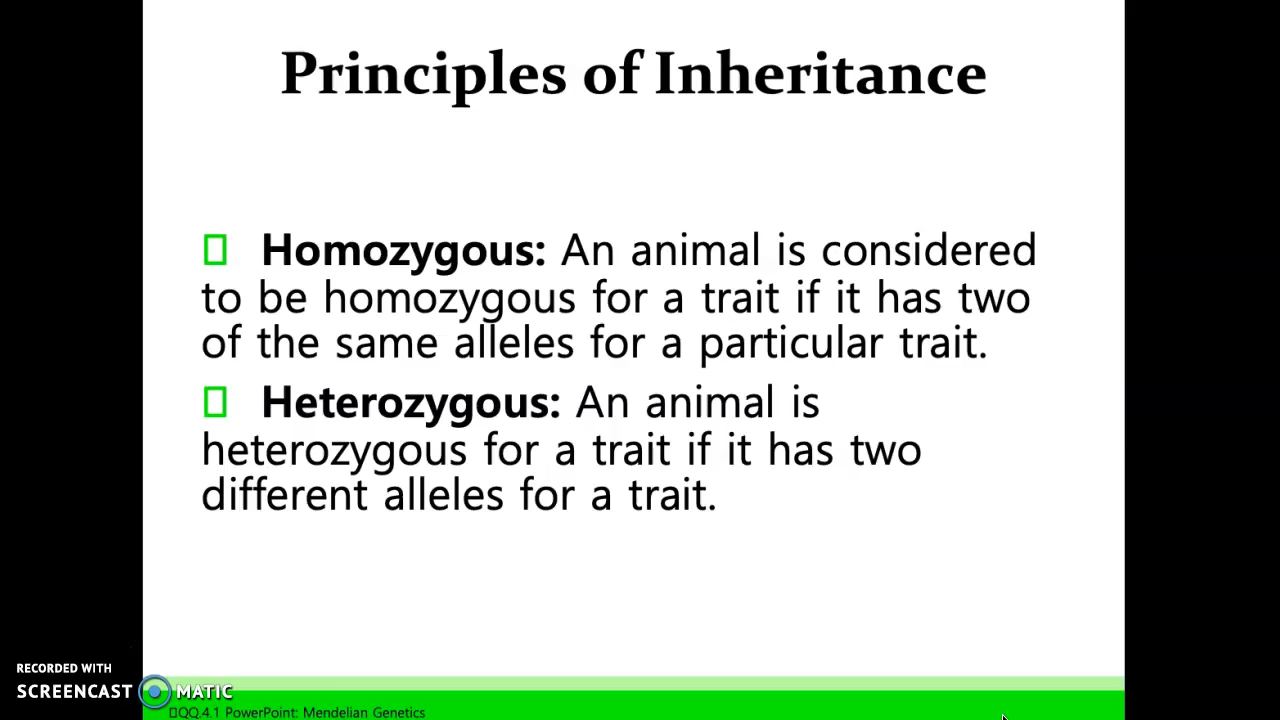 Principles of Inheritance
Homozygous: An animal is considered
to be homozygous for a trait if it has two
of the same alleles for a particular trait.
Heterozygous: An animal is
heterozygous for a trait if it has two
different alleles for a trait.
RECORDED WITH
SCREENCAST MATIC
QQ.4.1 PowerPoint: Mendelian Genetics